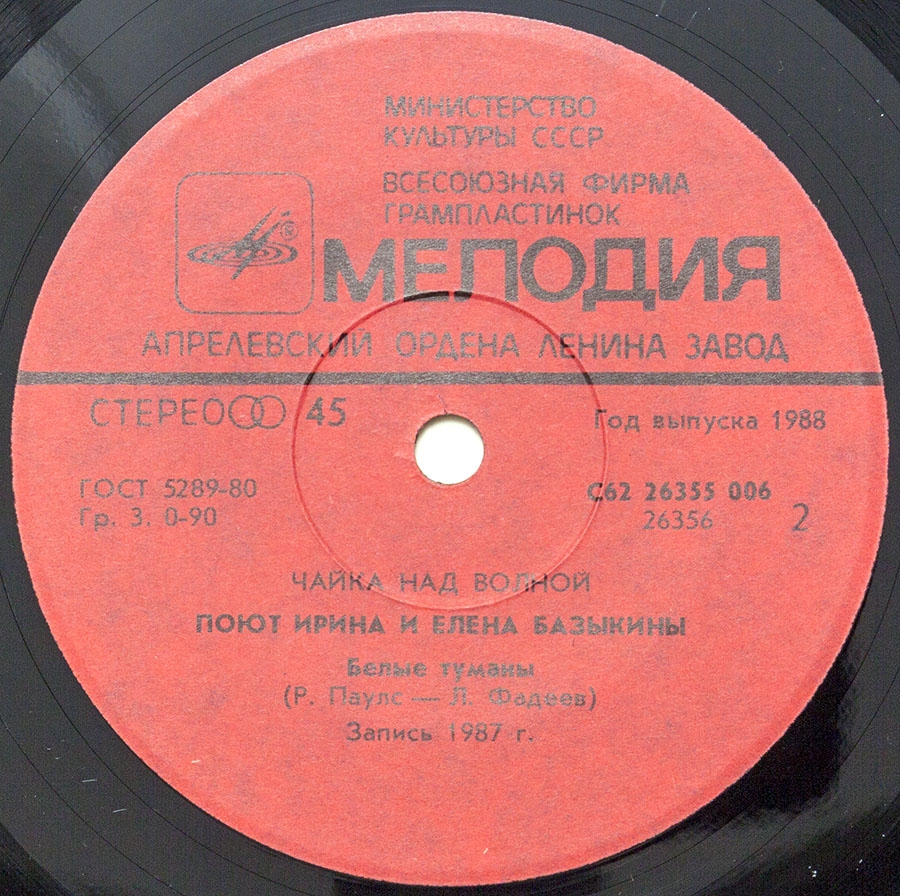 МИНИСТЕРСТВО
КУЛЬТУРЫ СССР
ВСЕСОЮЗНАЯ ФИРМА
ГРАМПЛАСТИНОК
МЕЛОДИЯ
®
АПРЕЛЕВСКИЙ ОРДЕНА ЛЕНИНА ЗАВОД
СТЕРЕО 45
Год выпуска 1988
ГОСТ 5289-80
Гр. 3. 0-90
С62 26355 006
26356
2
ЧАЙКА НАД ВОЛНОЙ
ПОЮТ ИРИНА И ЕЛЕНА БАЗЫКИНЫ
Белые туманы
(Р. Паулс — Л. Фадеев)
Запись 1987 г.